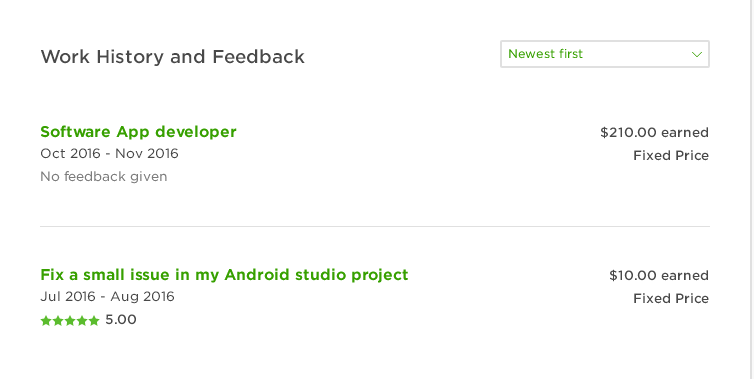 Work History and Feedback
Newest first
Software App developer
$210.00 earned
Oct 2016 - Nov 2016
Fixed Price
No feedback given
Fix a small issue in my Android studio project
$10.00 earned
Jul 2016 - Aug 2016
Fixed Price
5.00